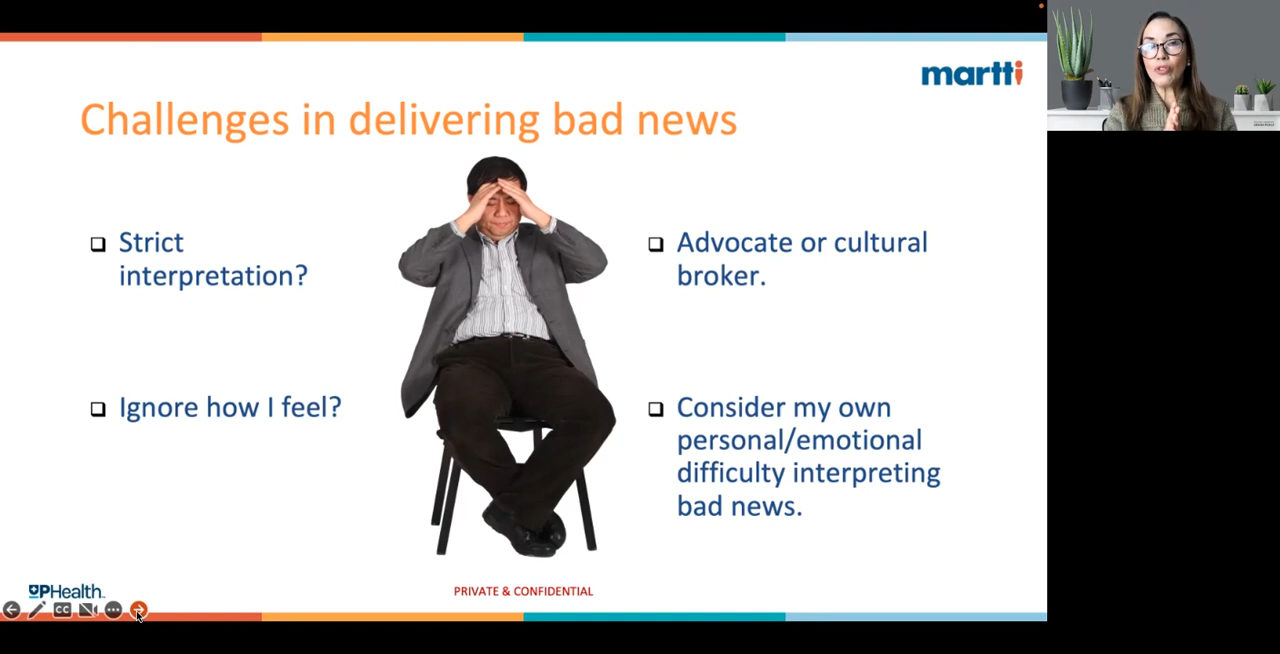 martti
Challenges in delivering bad news
Strict
interpretation?
Ignore how I feel?
Advocate or cultural
broker.
Consider my own
personal/emotional
difficulty interpreting
bad news.
UPHealth
PRIVATE & CONFIDENTIAL
CC